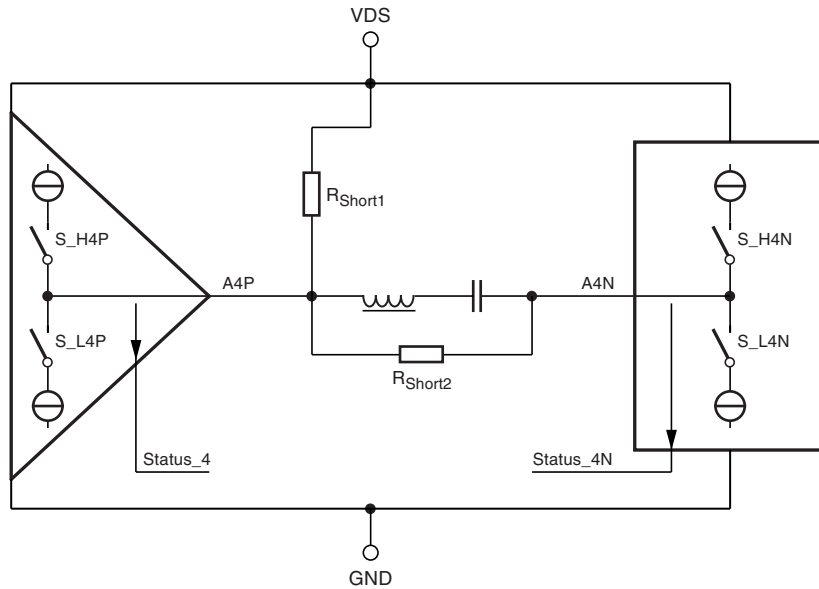 VDS
RShort1
S_H4P
S_H4N
A4P
A4N
S_L4P
S_L4N
RShort2
Status_4
Status_4N
GND